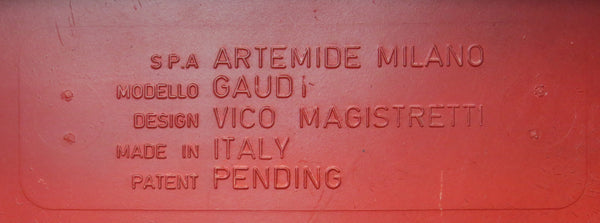 S.P.A ARTEMIDE MILANO
MODELLO GAUDI
DESIGN VICO MAGISTRETTI
MADE IN ITALY
PATENT PENDING